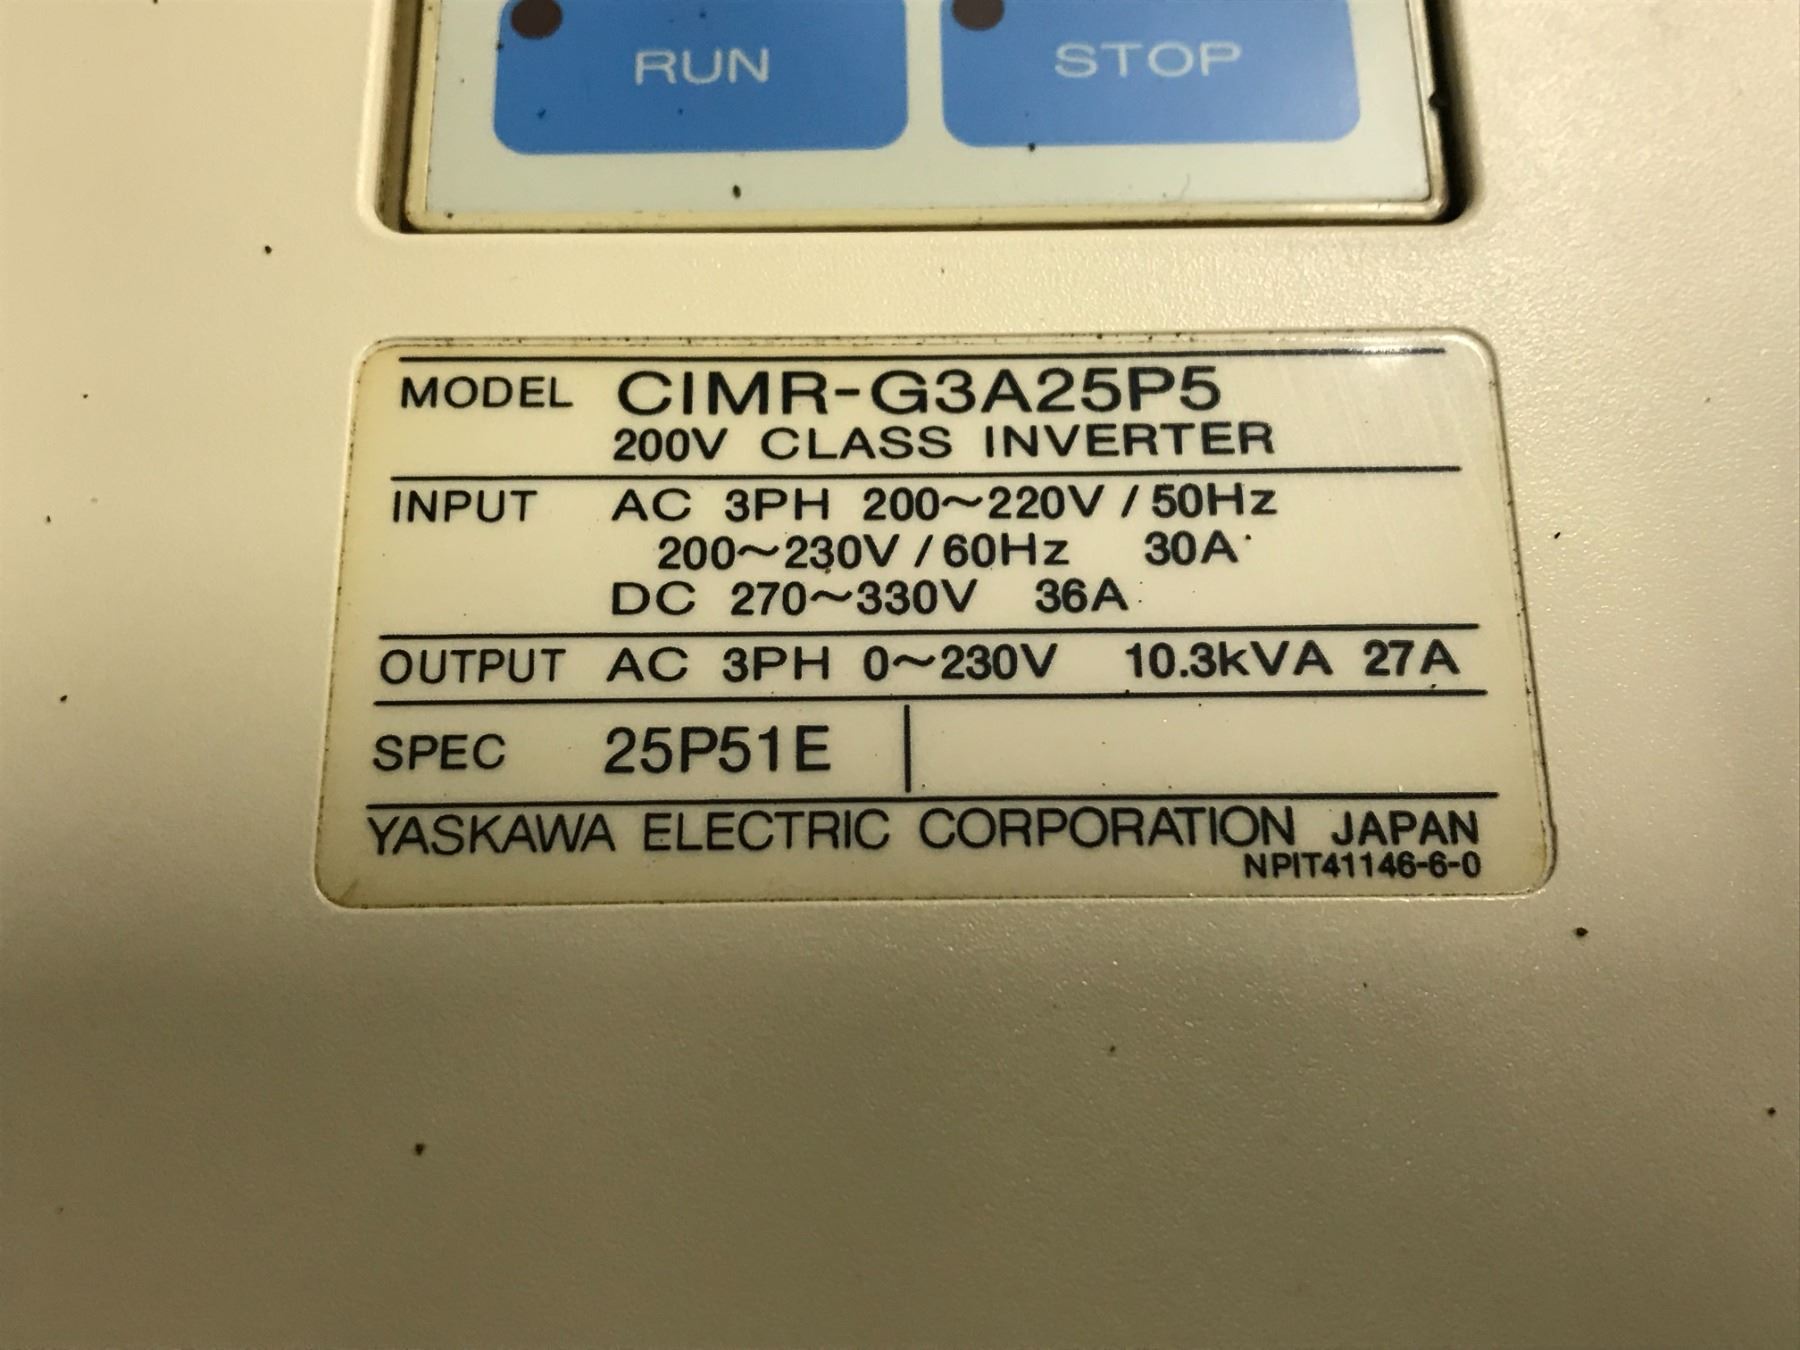 RUN STOP
MODEL CIMR-G3A25P5
200V CLASS INVERTER
INPUT AC 3PH 200~220V / 50Hz
200~230V / 60Hz 30A
DC 270~330V 36A
OUTPUT AC 3PH 0~230V 10.3kVA 27A
SPEC 25P51E
YASKAWA ELECTRIC CORPORATION JAPAN
NPIT41146-6-0